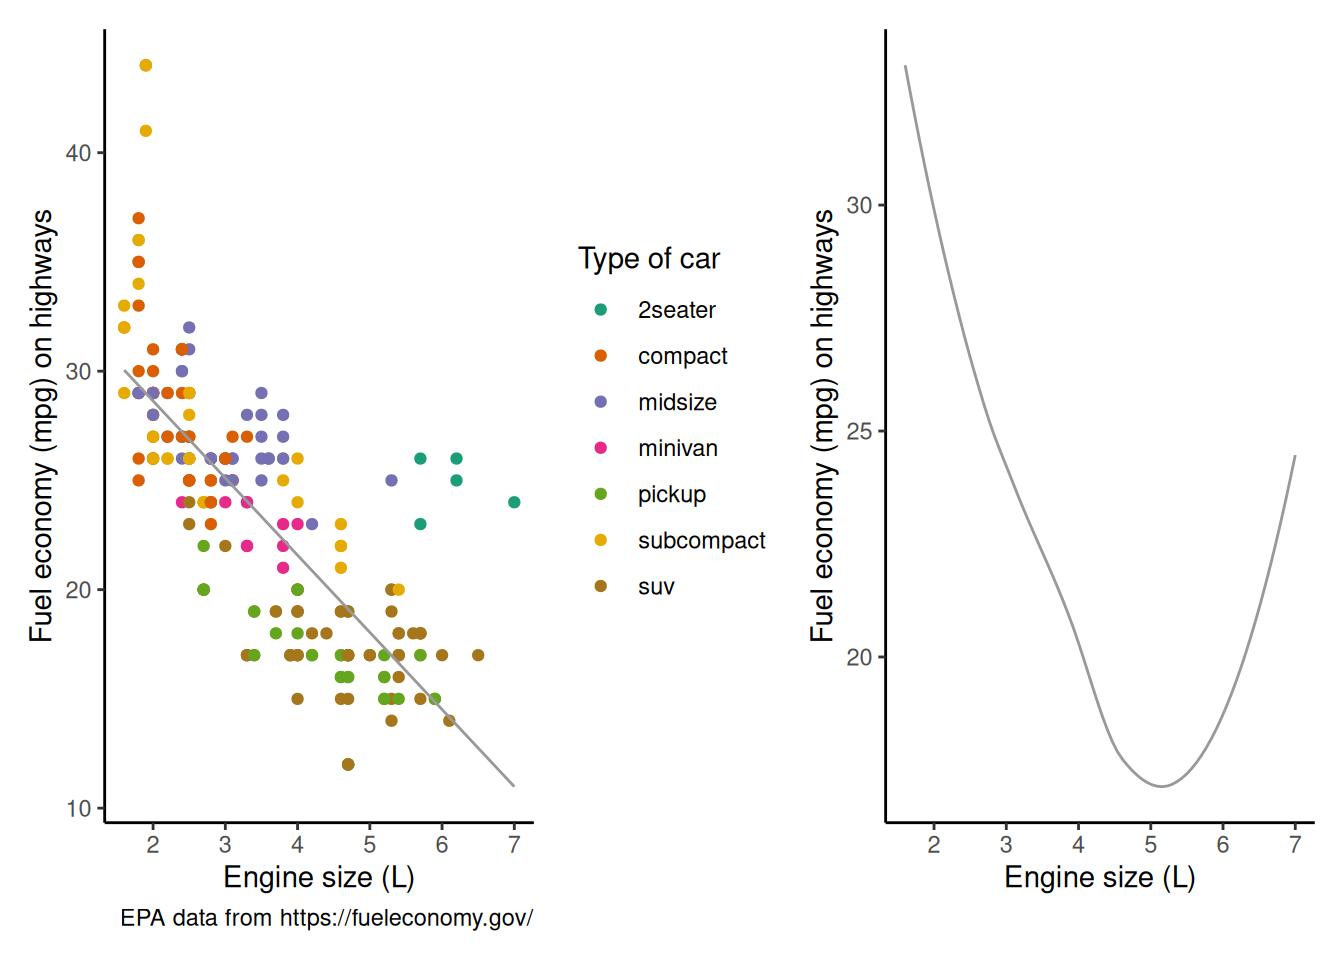 Fuel economy (mpg) on highways
40
30
20
10
2 3 4 5 6 7
Engine size (L)
EPA data from https://fueleconomy.gov/
Type of car
2seater
compact
midsize
minivan
pickup
subcompact
suv
Fuel economy (mpg) on highways
30
25
20
2 3 4 5 6 7
Engine size (L)